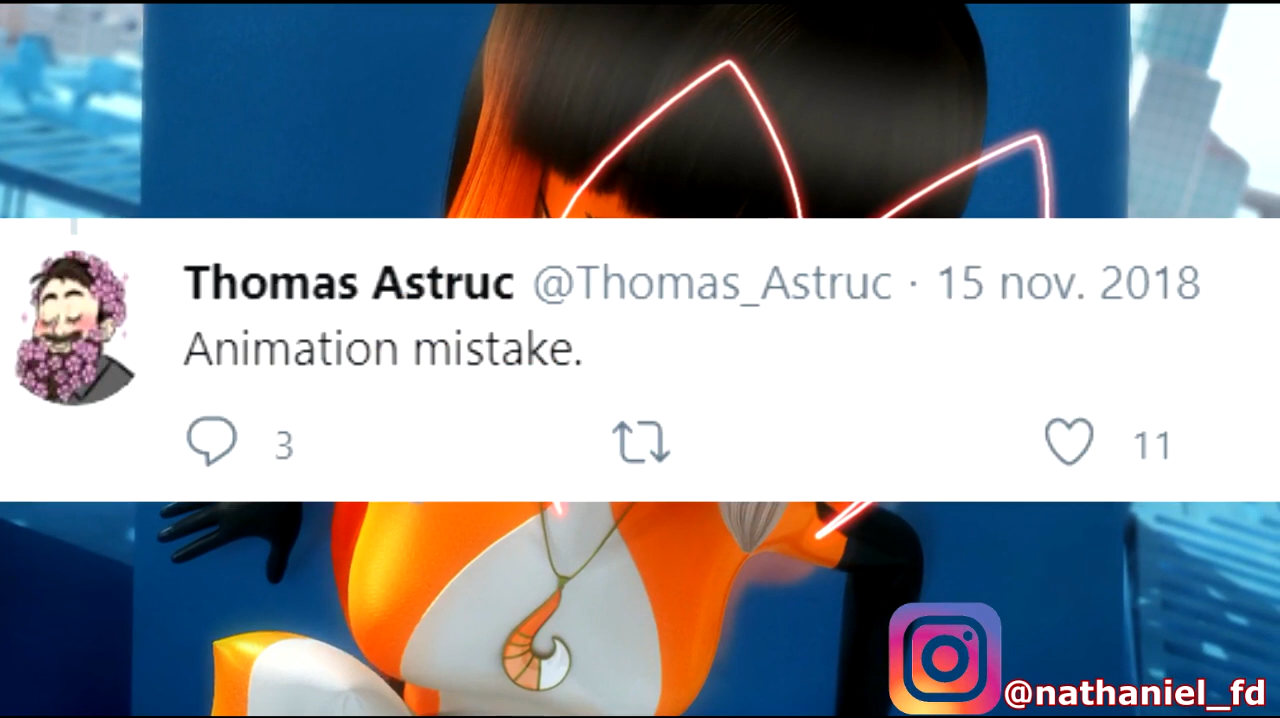 Thomas Astruc @Thomas_Astruc · 15 nov. 2018
Animation mistake.
3 11
@nathaniel_fd